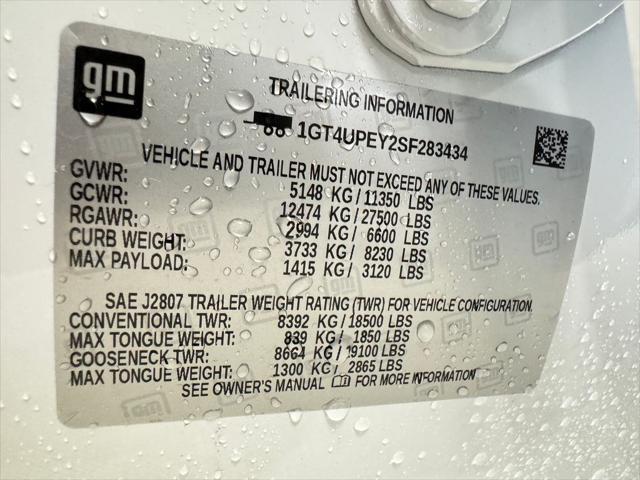 gm
TRAILERING INFORMATION
1GT4UPEY2SF283434
VEHICLE AND TRAILER MUST NOT EXCEED ANY OF THESE VALUES.
GVWR: 5148 KG/ 11350 LBS
GCWR: 12474 KG/ 27500 LBS
RGAWR: 2994 KG/ 6600 LBS
CURB WEIGHT: 3733 KG/ 8230 LBS
MAX PAYLOAD: 1415 KG/ 3120 LBS
SAE J2807 TRAILER WEIGHT RATING (TWR) FOR VEHICLE CONFIGURATION.
CONVENTIONAL TWR: 8392 KG/ 18500 LBS
MAX TONGUE WEIGHT: 839 KG/ 1850 LBS
GOOSENECK TWR: 8664 KG/ 19100 LBS
MAX TONGUE WEIGHT: 1300 KG/ 2865 LBS
SEE OWNER'S MANUAL FOR MORE INFORMATION